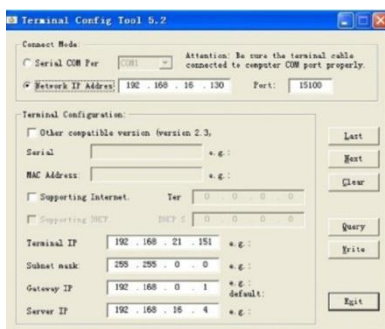 Terminal Config Tool 5.2
Connect Mode:
Serial COM Por COM1 Attention: Be sure the terminal cable
connected to computer COM port properly.
Network IP Addres 192 . 168 . 16 . 130 Port: 15100
Terminal Configuration:
Other compatible version (version 2.3,
Serial e.g.:
MAC Address: e.g.:
Supporting Internet. Ter 0 . 0 . 0 . 0
Supporting DHCP. DHCP S 0 . 0 . 0 . 0
Terminal IP 192 . 168 . 21 . 151 e.g.:
Subnet mask: 255 . 255 . 0 . 0 e.g.:
Gateway IP 192 . 168 . 0 . 1 e.g.:
default:
Server IP 192 . 168 . 16 . 4 e.g.:
Last
Next
Clear
Query
Write
Exit